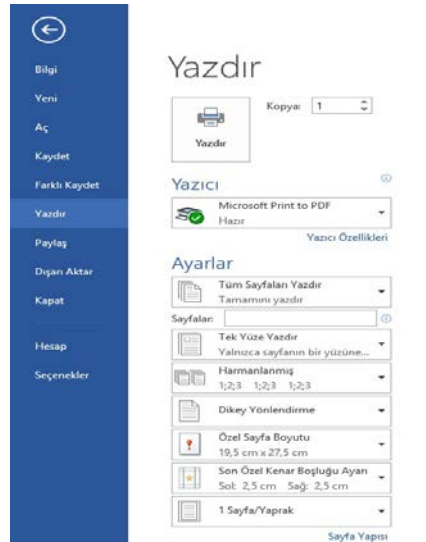 Bilgi
Yeni
Aç
Kaydet
Farklı Kaydet
Yazdır
Paylaş
Dışarı Aktar
Kapat
Hesap
Seçenekler
Yazdır
Kopya: 1
Yazdır
Yazıcı
Microsoft Print to PDF
Hazır
Yazıcı Özellikleri
Ayarlar
Tüm Sayfaları Yazdır
Tamamını yazdır
Sayfalar:
Tek Yüze Yazdır
Yalnızca sayfanın bir yüzüne...
Harmanlanmış
1;2;3 1;2;3 1;2;3
Dikey Yönlendirme
Özel Sayfa Boyutu
19,5 cm x 27,5 cm
Son Özel Kenar Boşluğu Ayarı
Sol: 2,5 cm Sağ: 2,5 cm
1 Sayfa/Yaprak
Sayfa Yapısı